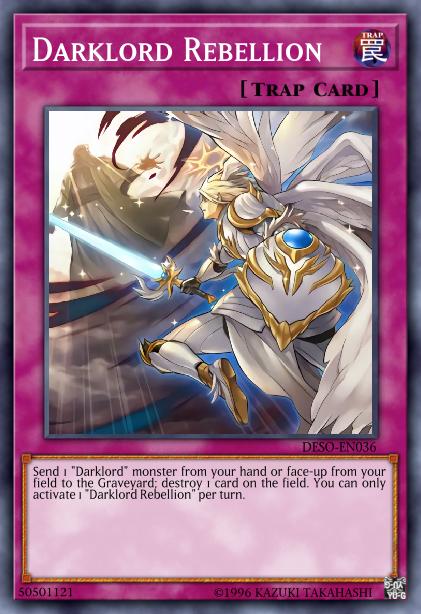 DARKLORD REBELLION
TRAP
罠
[TRAP CARD]
DESO-EN036
Send 1 "Darklord" monster from your hand or face-up from your
field to the Graveyard; destroy 1 card on the field. You can only
activate 1 "Darklord Rebellion" per turn.
50501121
©1996 KAZUKI TAKAHASHI